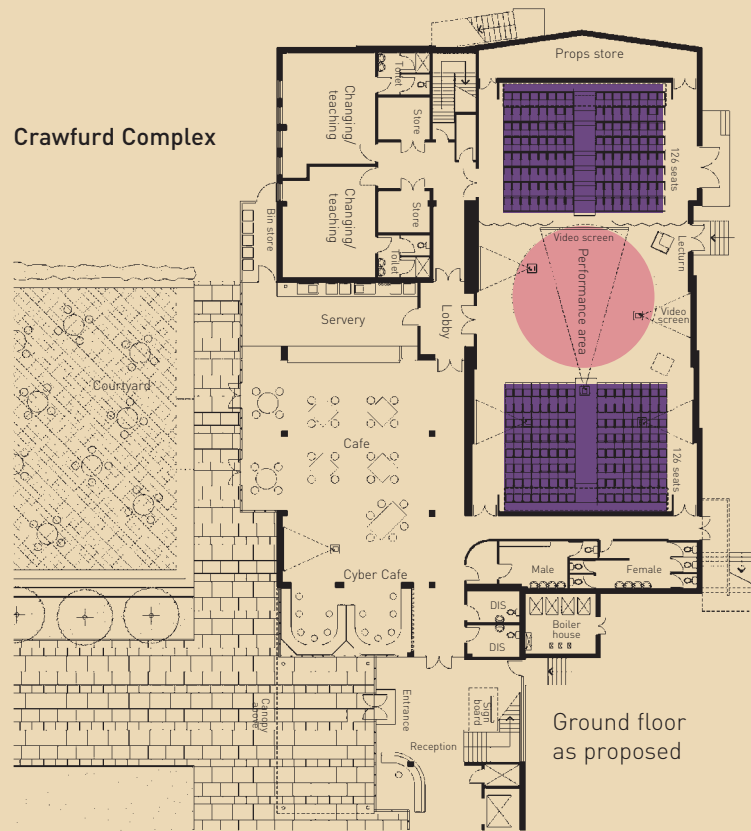 Props store
Toilet
Changing/
teaching
Store
Crawfurd Complex
126 seats
Changing/
teaching
Store
Bin store
Toilet
Video screen
Lecturn
Performance area
Servery
Lobby
Video
screen
Courtyard
Cafe
126 seats
Cyber Cafe
Male
Female
DIS
Boiler
house
DIS
Canopy
above
Entrance
Sign
board
Reception
Ground floor
as proposed